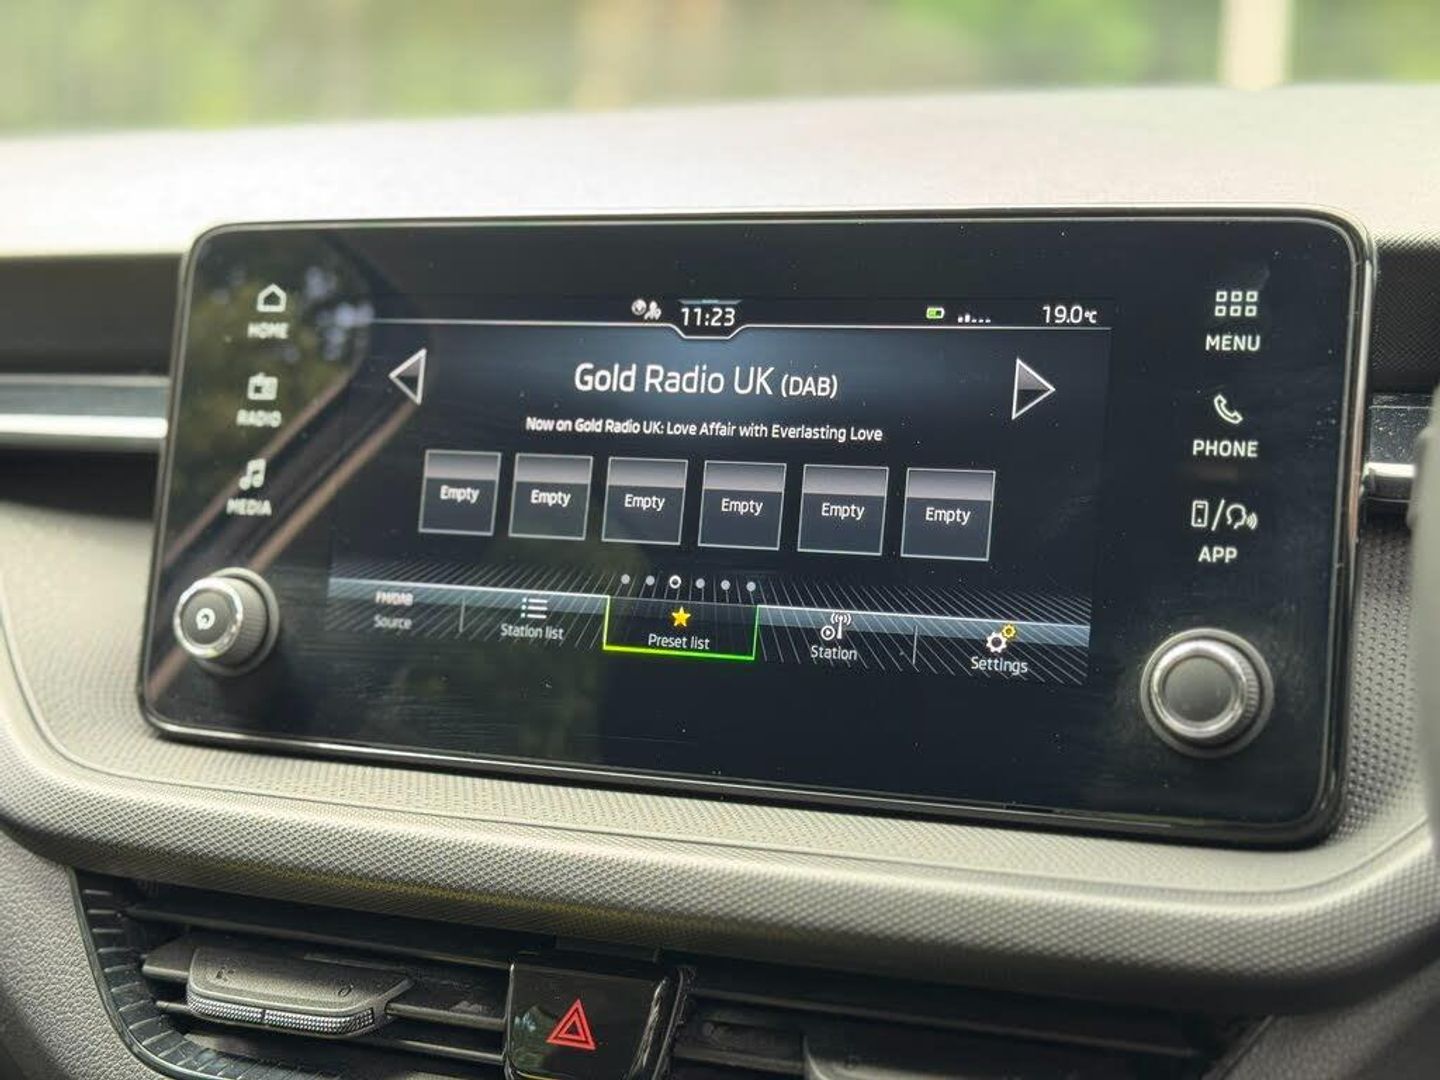 11:23
19.0°C
HOME
RADIO
MEDIA
Gold Radio UK (DAB)
Now on Gold Radio UK: Love Affair with Everlasting Love
Empty Empty Empty Empty Empty Empty
FM/DAB
Source
Station list
Preset list
Station
Settings
MENU
PHONE
APP